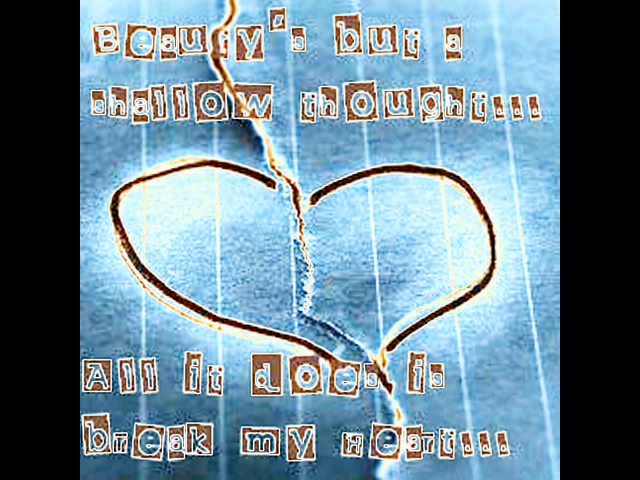 Beauty's but a
shallow thought...
All it does is
break my Heart...